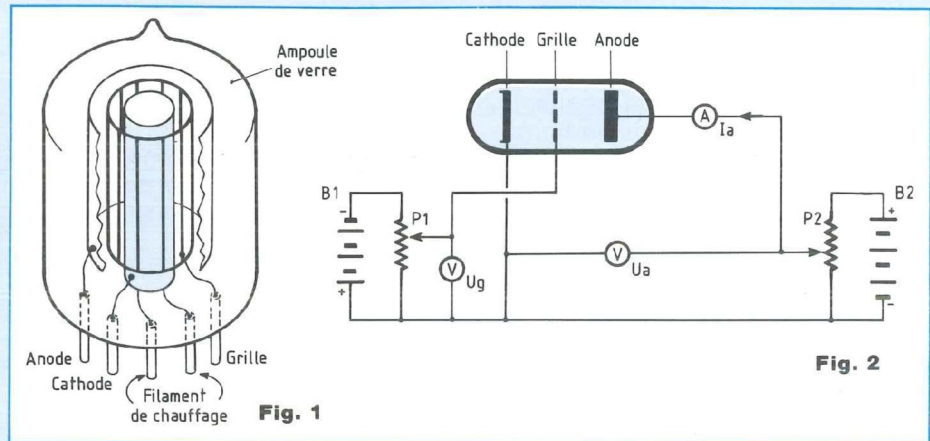 Ampoule
de verre
Anode
Cathode
Filament
de chauffage
Grille
Fig. 1
Cathode Grille Anode
A
Ia
B1
-
+
P1
V
Ug
V
Ua
P2
B2
+
-
Fig. 2